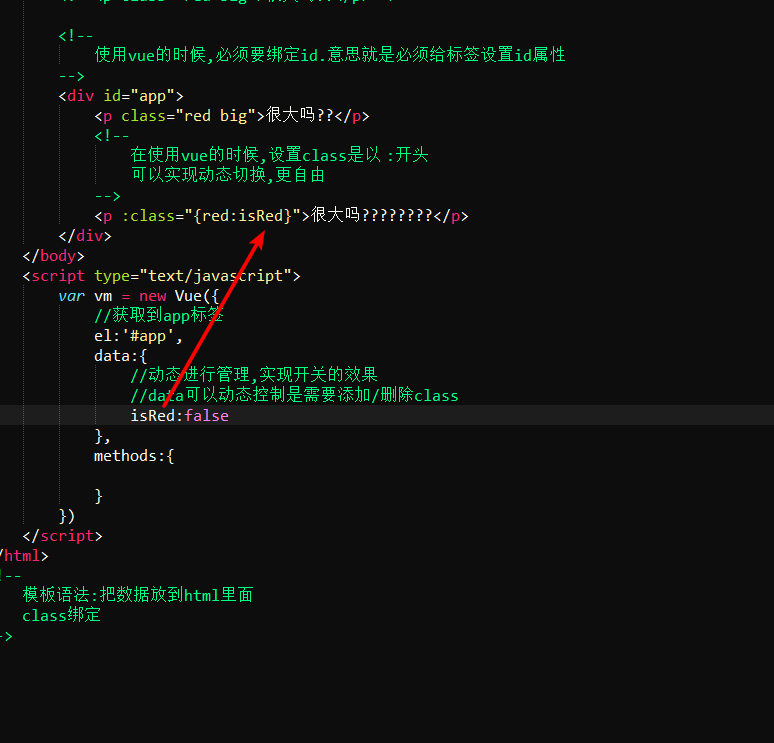 <!--
使用vue的时候,必须要绑定id.意思就是必须给标签设置id属性
-->
<div id="app">
<p class="red big">很大吗??</p>
<!--
在使用vue的时候,设置class是以 :开头
可以实现动态切换,更自由
-->
<p :class="{red:isRed}">很大吗????????</p>
</div>
</body>
<script type="text/javascript">
var vm = new Vue({
//获取到app标签
el:'#app',
data:{
//动态进行管理,实现开关的效果
//data可以动态控制是需要添加/删除class
isRed:false
},
methods:{
}
})
</script>
/html>
!--
模板语法:把数据放到html里面
class绑定
->